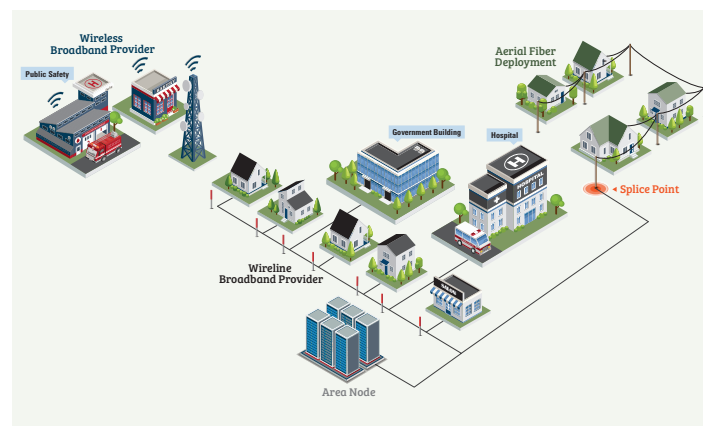 Wireless
Broadband Provider
Public Safety
Aerial Fiber
Deployment
Government Building
Hospital
H
H
HOSPITAL
Splice Point
Wireline
Broadband Provider
SALON
Area Node